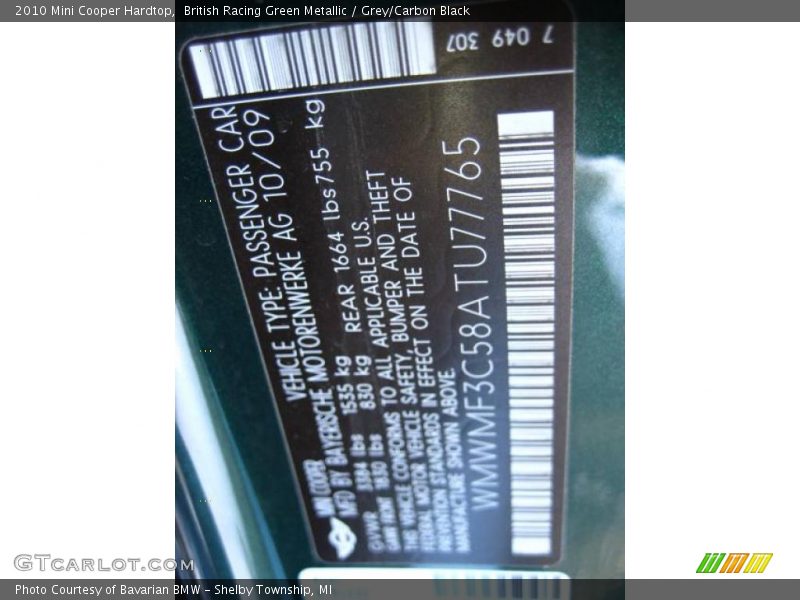 2010 Mini Cooper Hardtop, British Racing Green Metallic / Grey/Carbon Black
7 049 307
MINI COOPER VEHICLE TYPE: PASSENGER CAR
MFD BY BAYERISCHE MOTORENWERKE AG 10/09
GVWR 3384 lbs 1535 kg REAR 1664 lbs 755 kg
GAWR FRONT 1830 lbs 830 kg
THE VEHICLE CONFORMS TO ALL APPLICABLE U.S.
FEDERAL MOTOR VEHICLE SAFETY, BUMPER AND THEFT
PREVENTION STANDARDS IN EFFECT ON THE DATE OF
MANUFACTURE SHOWN ABOVE.
WMWMF3C58ATU77765
GTcarlot.com
Photo Courtesy of Bavarian BMW - Shelby Township, MI